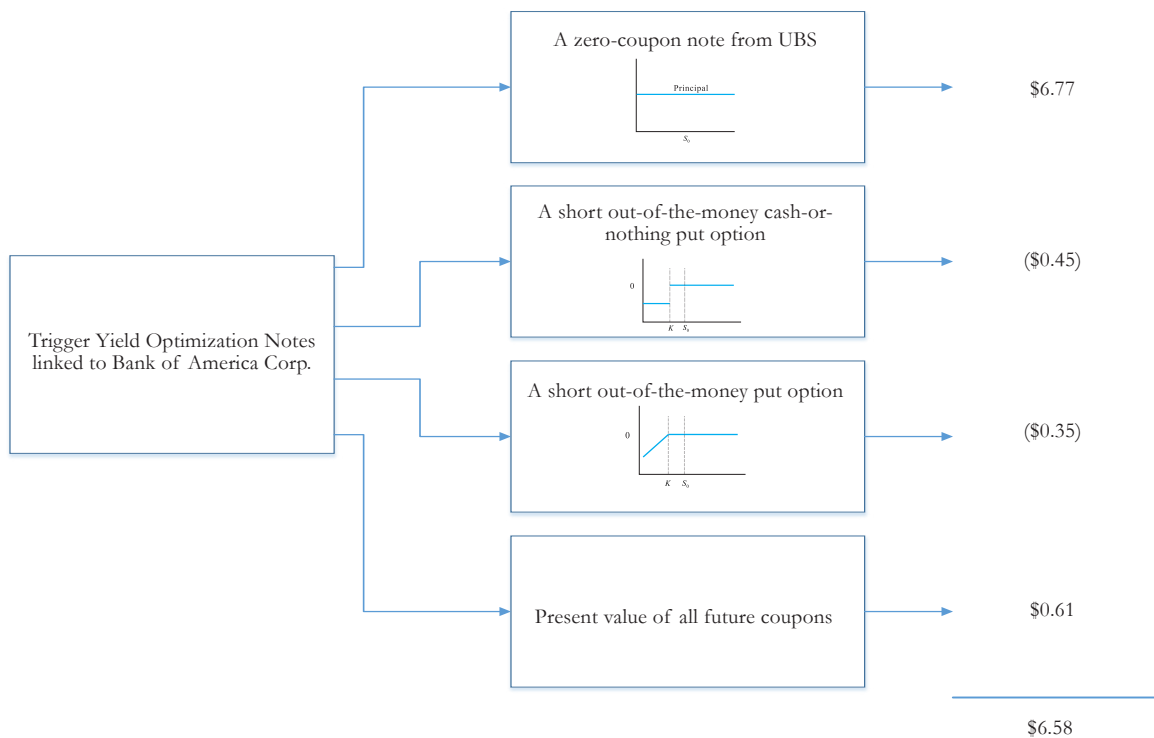 A zero-coupon note from UBS
Principal
S₀
$6.77
A short out-of-the-money cash-or-
nothing put option
0
K
S₀
($0.45)
Trigger Yield Optimization Notes
linked to Bank of America Corp.
A short out-of-the-money put option
0
K
S₀
($0.35)
Present value of all future coupons
$0.61
$6.58